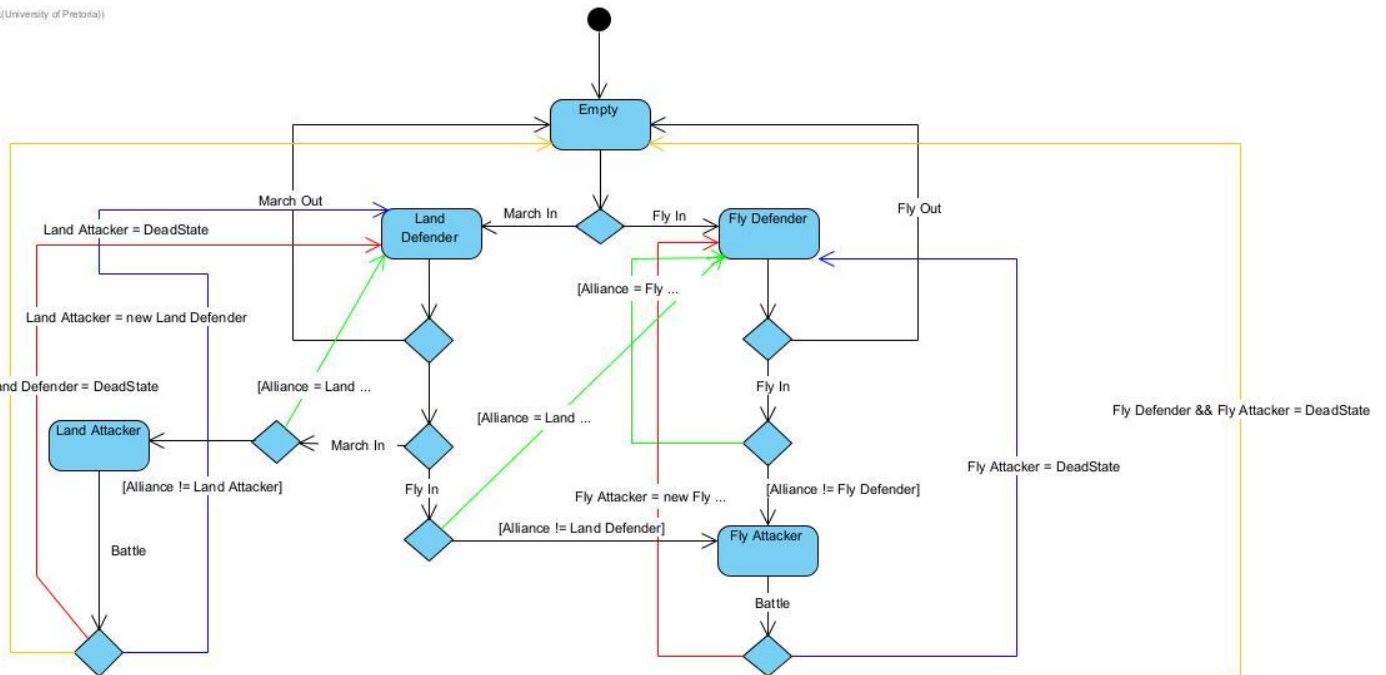 (University of Pretoria))
Empty
March Out
March In
Fly In
Fly Out
Land
Defender
Fly Defender
Land Attacker = DeadState
[Alliance = Fly ...
Land Attacker = new Land Defender
Defender = DeadState
[Alliance = Land ...
Fly In
[Alliance = Land ...
Fly Defender && Fly Attacker = DeadState
Land Attacker
March In
Fly Attacker = DeadState
[Alliance != Land Attacker]
Fly In
Fly Attacker = new Fly ...
[Alliance != Fly Defender]
[Alliance != Land Defender]
Fly Attacker
Battle
Battle